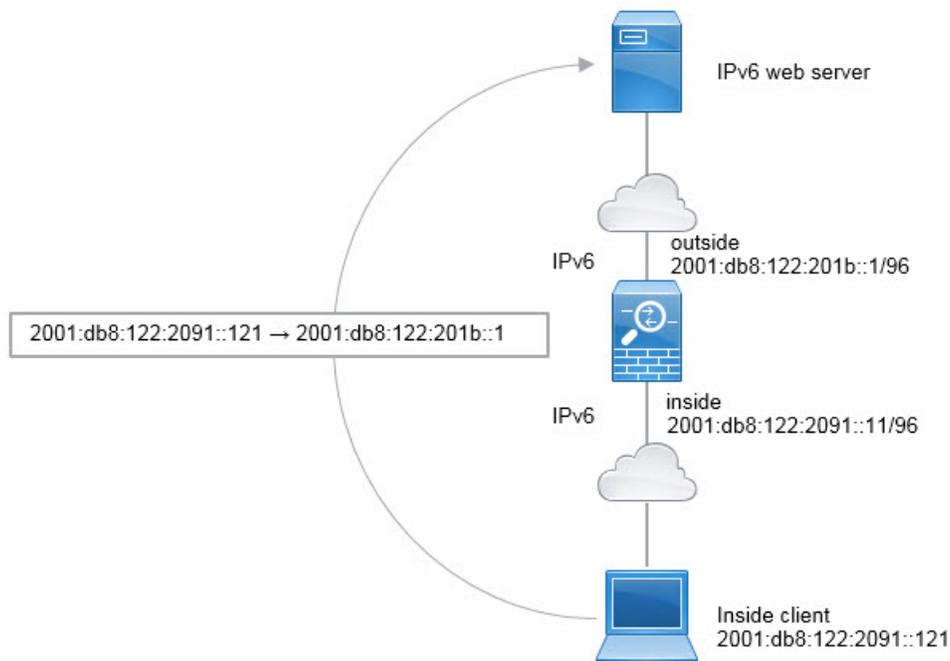 IPv6 web server
outside
IPv6
2001:db8:122:201b::1/96
2001:db8:122:2091::121 → 2001:db8:122:201b::1
inside
IPv6
2001:db8:122:2091::11/96
Inside client
2001:db8:122:2091::121